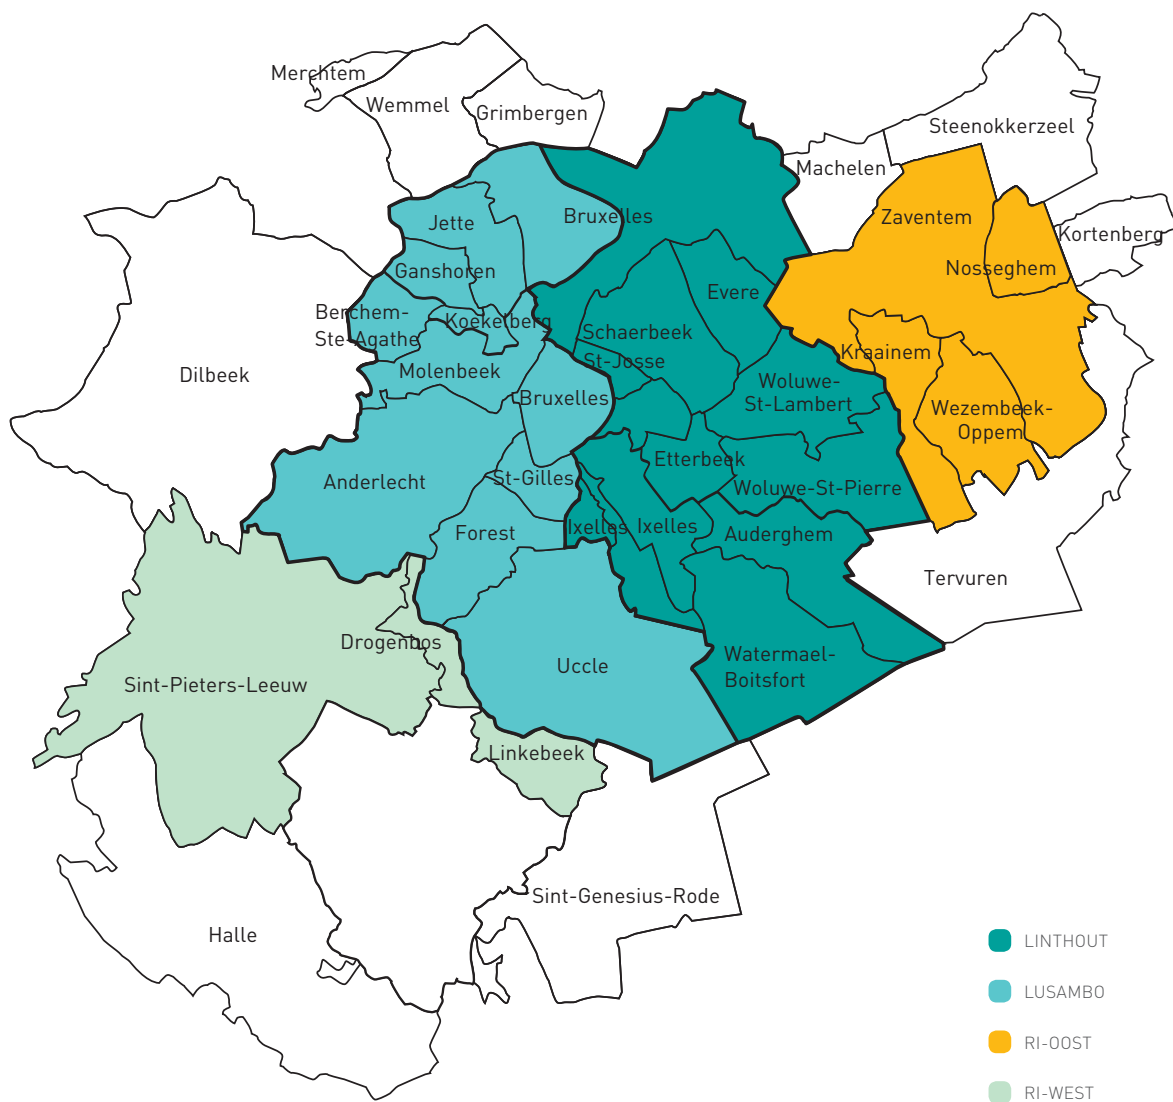 Merchtem
Wemmel
Grimbergen
Steenokkerzeel
Machelen
Jette
Bruxelles
Zaventem
Kortenberg
Ganshoren
Nosseghem
Evere
Berchem-
Ste-Agathe
Koekelberg
Schaerbeek
St-Josse
Kraainem
Dilbeek
Molenbeek
Woluwe-
St-Lambert
Bruxelles
Wezembeek-
Oppem
Etterbeek
Anderlecht
St-Gilles
Woluwe-St-Pierre
Forest
Ixelles
Ixelles
Auderghem
Tervuren
Drogenbos
Uccle
Watermael-
Boitsfort
Sint-Pieters-Leeuw
Linkebeek
Sint-Genesius-Rode
Halle
LINTHOUT
LUSAMBO
RI-OOST
RI-WEST